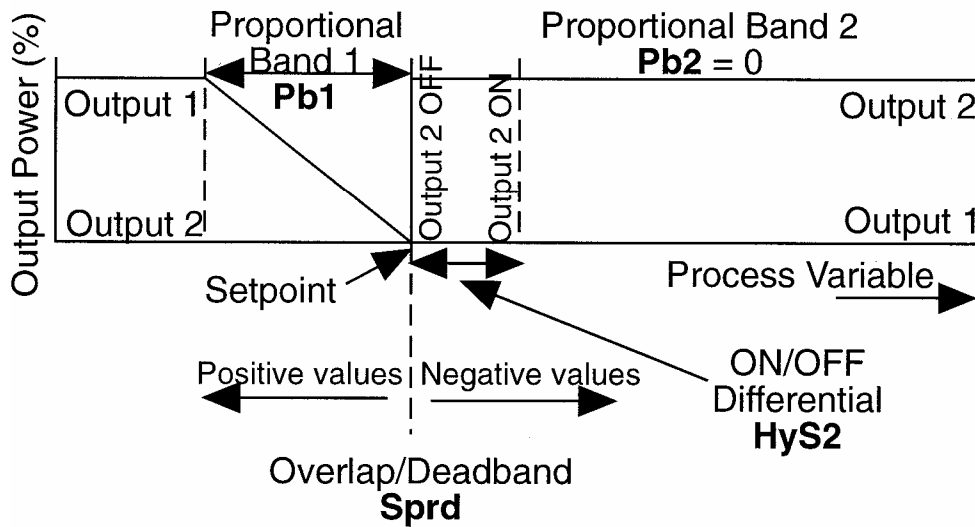 Output Power (%)
Proportional
Band 1
Pb1
Proportional Band 2
Pb2 = 0
Output 1
Output 2 OFF
Output 2 ON
Output 2
Output 2
Output 1
Setpoint
Process Variable
Positive values
Negative values
ON/OFF
Differential
HyS2
Overlap/Deadband
Sprd